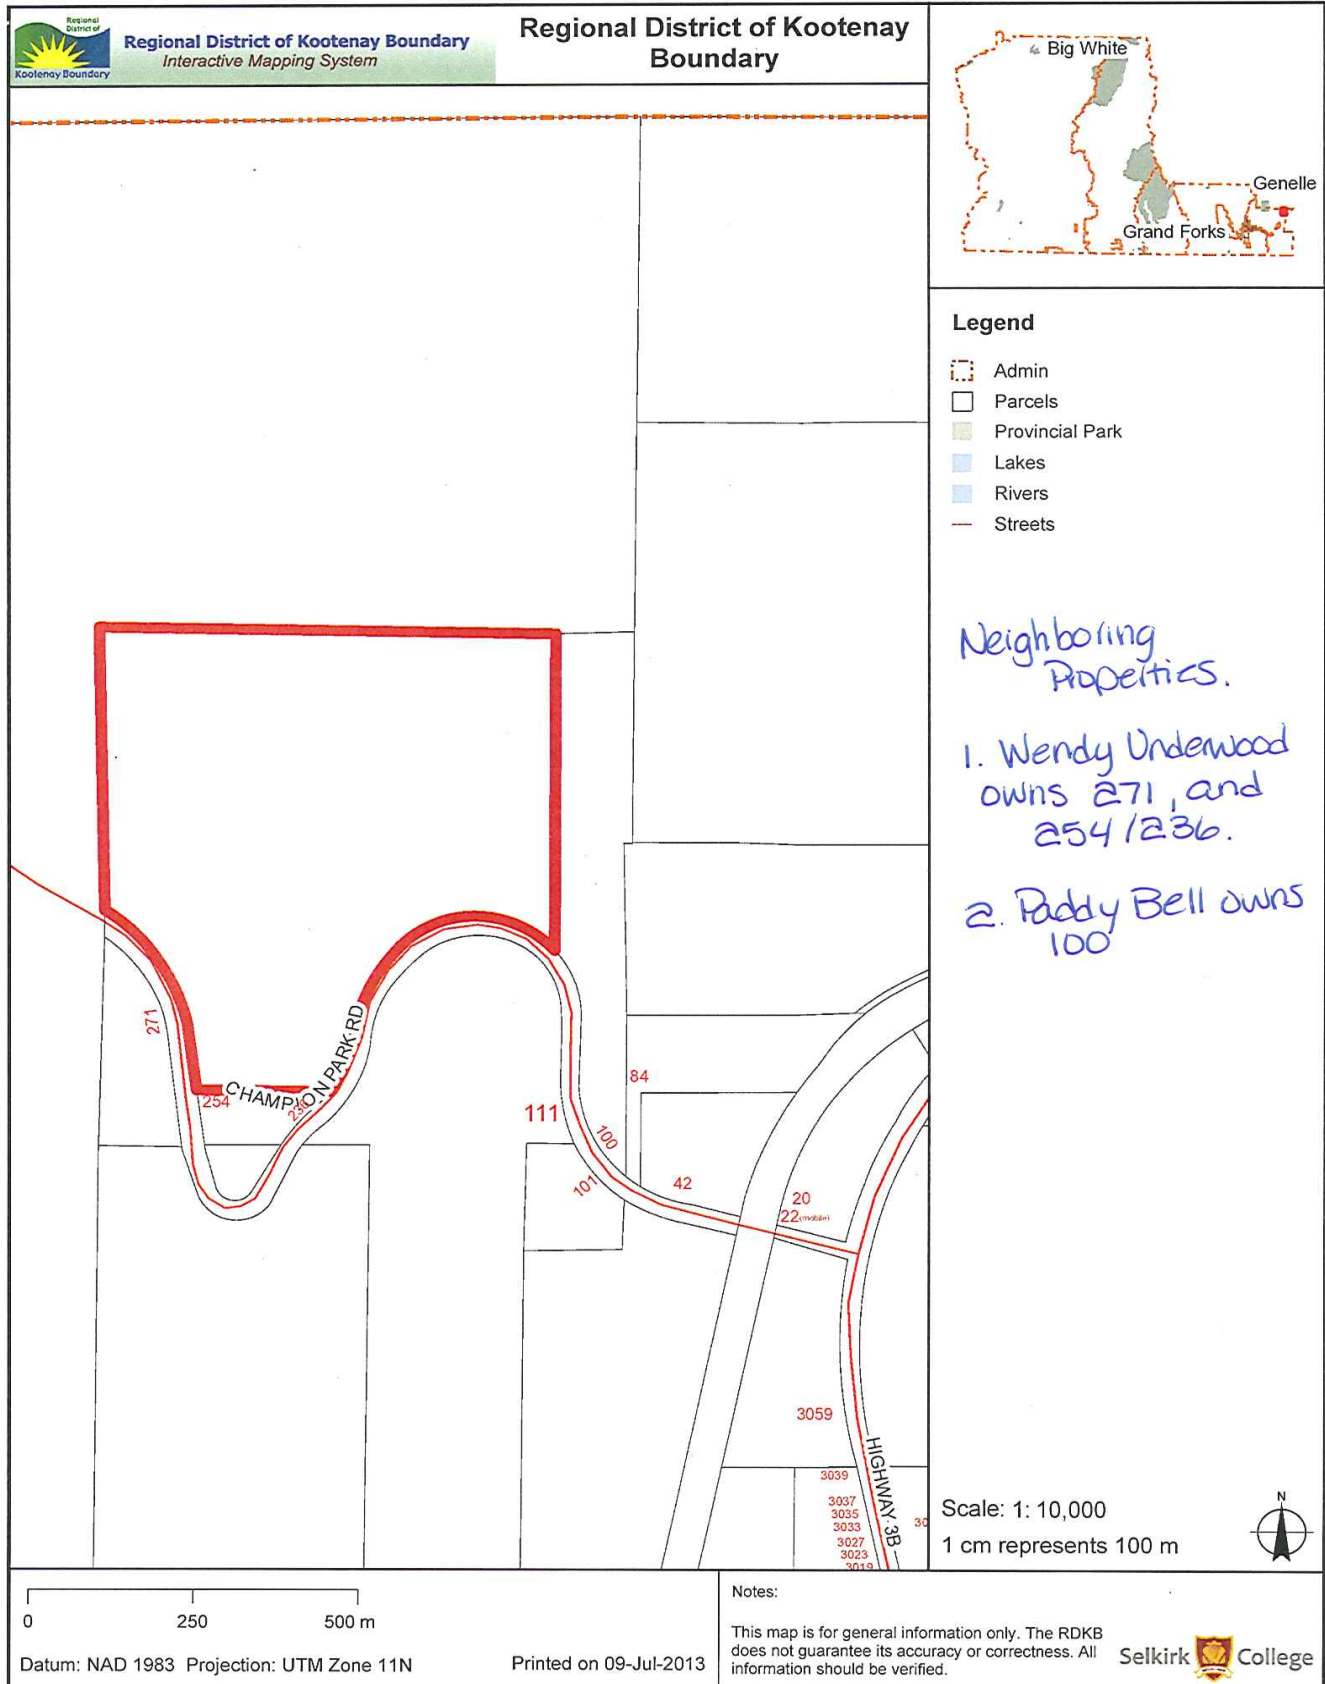 Regional
District of
Kootenay Boundary
Regional District of Kootenay Boundary
Interactive Mapping System
Regional District of Kootenay
Boundary
Big White
Genelle
Grand Forks
Legend
Admin
Parcels
Provincial Park
Lakes
Rivers
Streets
Neighboring
Properties.
1. Wendy Underwood
owns 271, and
254/236.
2. Paddy Bell owns
100
271
254
CHAMPION PARK RD
236
111
84
100
101
42
20
22(mobile)
3059
HIGHWAY 3B
3039
3037
3035
3033
3027
3023
3019
30
Scale: 1: 10,000
1 cm represents 100 m
N
0 250 500 m
Datum: NAD 1983 Projection: UTM Zone 11N
Printed on 09-Jul-2013
Notes:
This map is for general information only. The RDKB
does not guarantee its accuracy or correctness. All
information should be verified.
Selkirk College